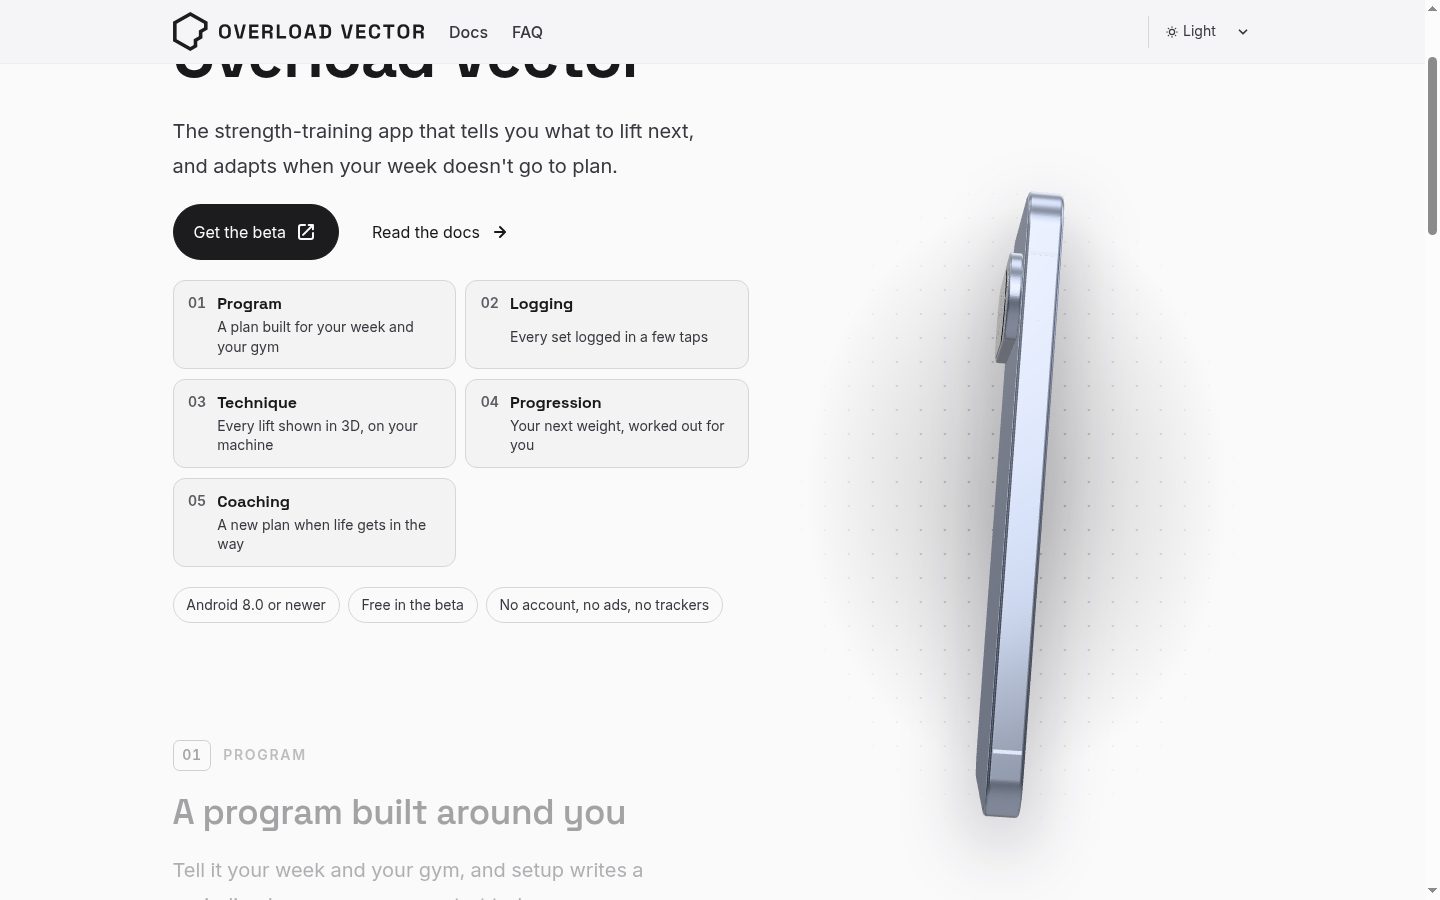 OVERLOAD VECTOR Docs FAQ Light
Overload Vector
The strength-training app that tells you what to lift next,
and adapts when your week doesn't go to plan.
Get the beta Read the docs
01 Program
A plan built for your week and
your gym
02 Logging
Every set logged in a few taps
03 Technique
Every lift shown in 3D, on your
machine
04 Progression
Your next weight, worked out for
you
05 Coaching
A new plan when life gets in the
way
Android 8.0 or newer Free in the beta No account, no ads, no trackers
01 PROGRAM
A program built around you
Tell it your week and your gym, and setup writes a